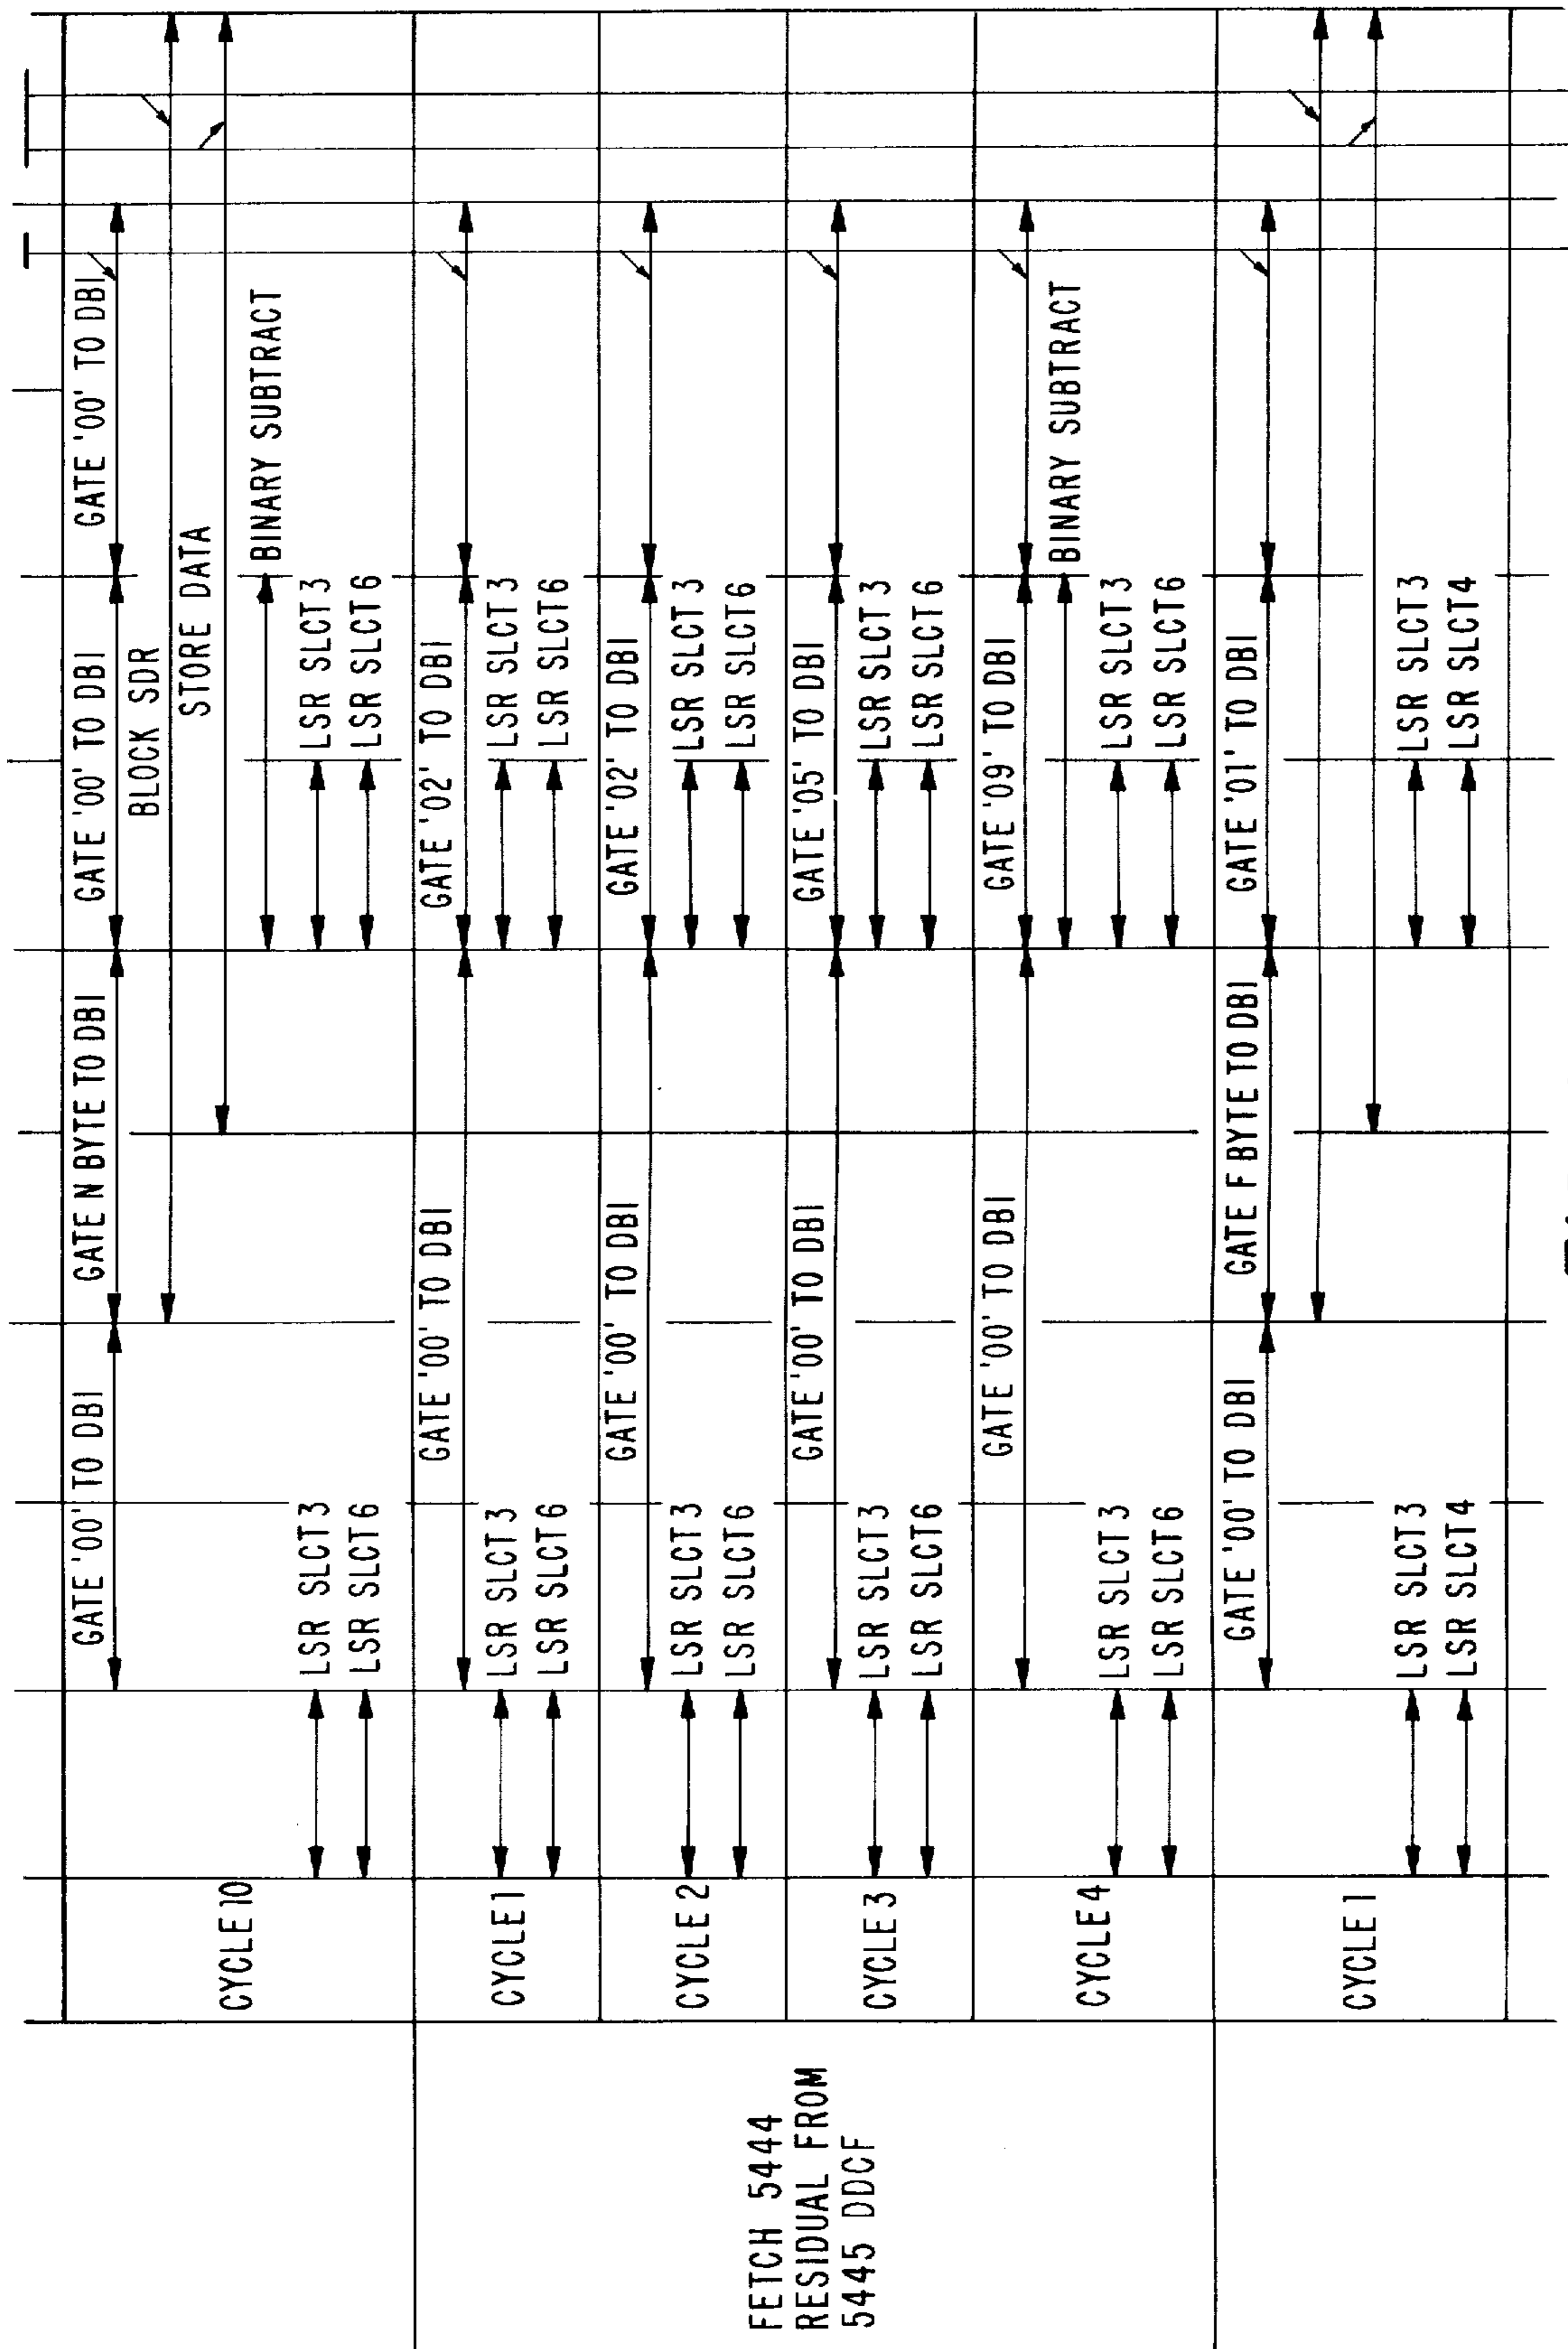 FETCH 5444
RESIDUAL FROM
5445 DDCF
CYCLE 10
GATE '00' TO DBI
GATE N BYTE TO DBI
GATE '00' TO DBI
GATE '00' TO DBI
BLOCK SDR
STORE DATA
BINARY SUBTRACT
LSR SLCT 3
LSR SLCT 3
LSR SLCT 6
LSR SLCT 6
CYCLE 1
GATE '00' TO DBI
GATE '02' TO DBI
LSR SLCT 3
LSR SLCT 3
LSR SLCT 6
LSR SLCT 6
CYCLE 2
GATE '00' TO DBI
GATE '02' TO DBI
LSR SLCT 3
LSR SLCT 3
LSR SLCT 6
LSR SLCT 6
CYCLE 3
GATE '00' TO DBI
GATE '05' TO DBI
LSR SLCT 3
LSR SLCT 3
LSR SLCT 6
LSR SLCT 6
CYCLE 4
GATE '00' TO DBI
GATE '09' TO DBI
BINARY SUBTRACT
LSR SLCT 3
LSR SLCT 3
LSR SLCT 6
LSR SLCT 6
CYCLE 1
GATE '00' TO DBI
GATE F BYTE TO DBI
GATE '01' TO DBI
LSR SLCT 3
LSR SLCT 3
LSR SLCT 4
LSR SLCT 4